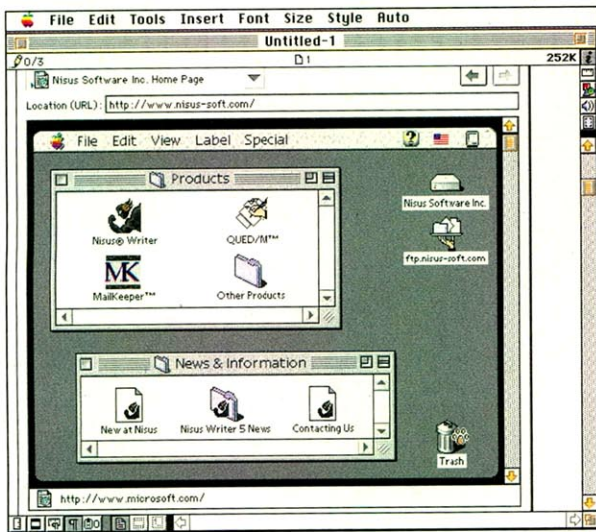 File Edit Tools Insert Font Size Style Auto
Untitled-1
0/3 1 252K
Nisus Software Inc. Home Page
Location (URL): http://www.nisus-soft.com/
File Edit View Label Special
Products
Nisus® Writer QUED/M™
MK
MailKeeper™ Other Products
Nisus Software Inc.
ftp.nisus-soft.com
News & Information
New at Nisus Nisus Writer 5 News Contacting Us
Trash
http://www.microsoft.com/